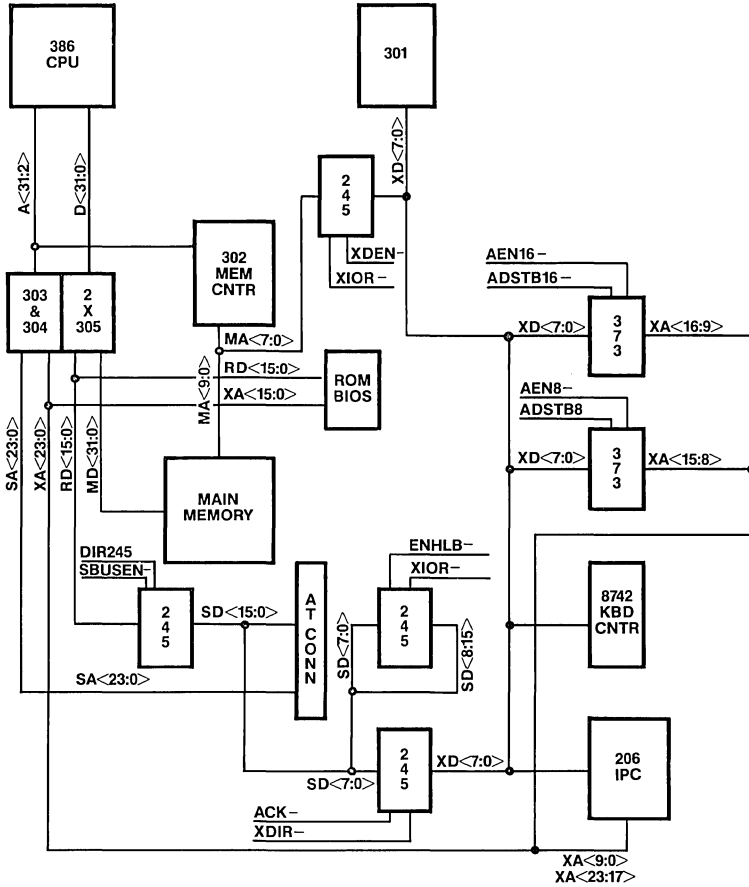 386
CPU
301
A<31:2>
D<31:0>
XD<7:0>
2
4
5
XDEN-
XIOR-
302
MEM
CNTR
AEN16-
ADSTB16-
303
&
304
2
X
305
MA<7:0>
XD<7:0>
3
7
3
XA<16:9>
RD<15:0>
XA<15:0>
MA<9:0>
ROM
BIOS
AEN8-
ADSTB8
SA<23:0>
XA<23:0>
RD<15:0>
MD<31:0>
XD<7:0>
3
7
3
XA<15:8>
MAIN
MEMORY
DIR245
SBUSEN-
2
4
5
SD<15:0>
AT CONN
ENHLB-
XIOR-
SD<7:0>
2
4
5
SD<8:15>
8742
KBD
CNTR
SA<23:0>
SD<7:0>
2
4
5
XD<7:0>
206
IPC
ACK-
XDIR-
XA<9:0>
XA<23:17>